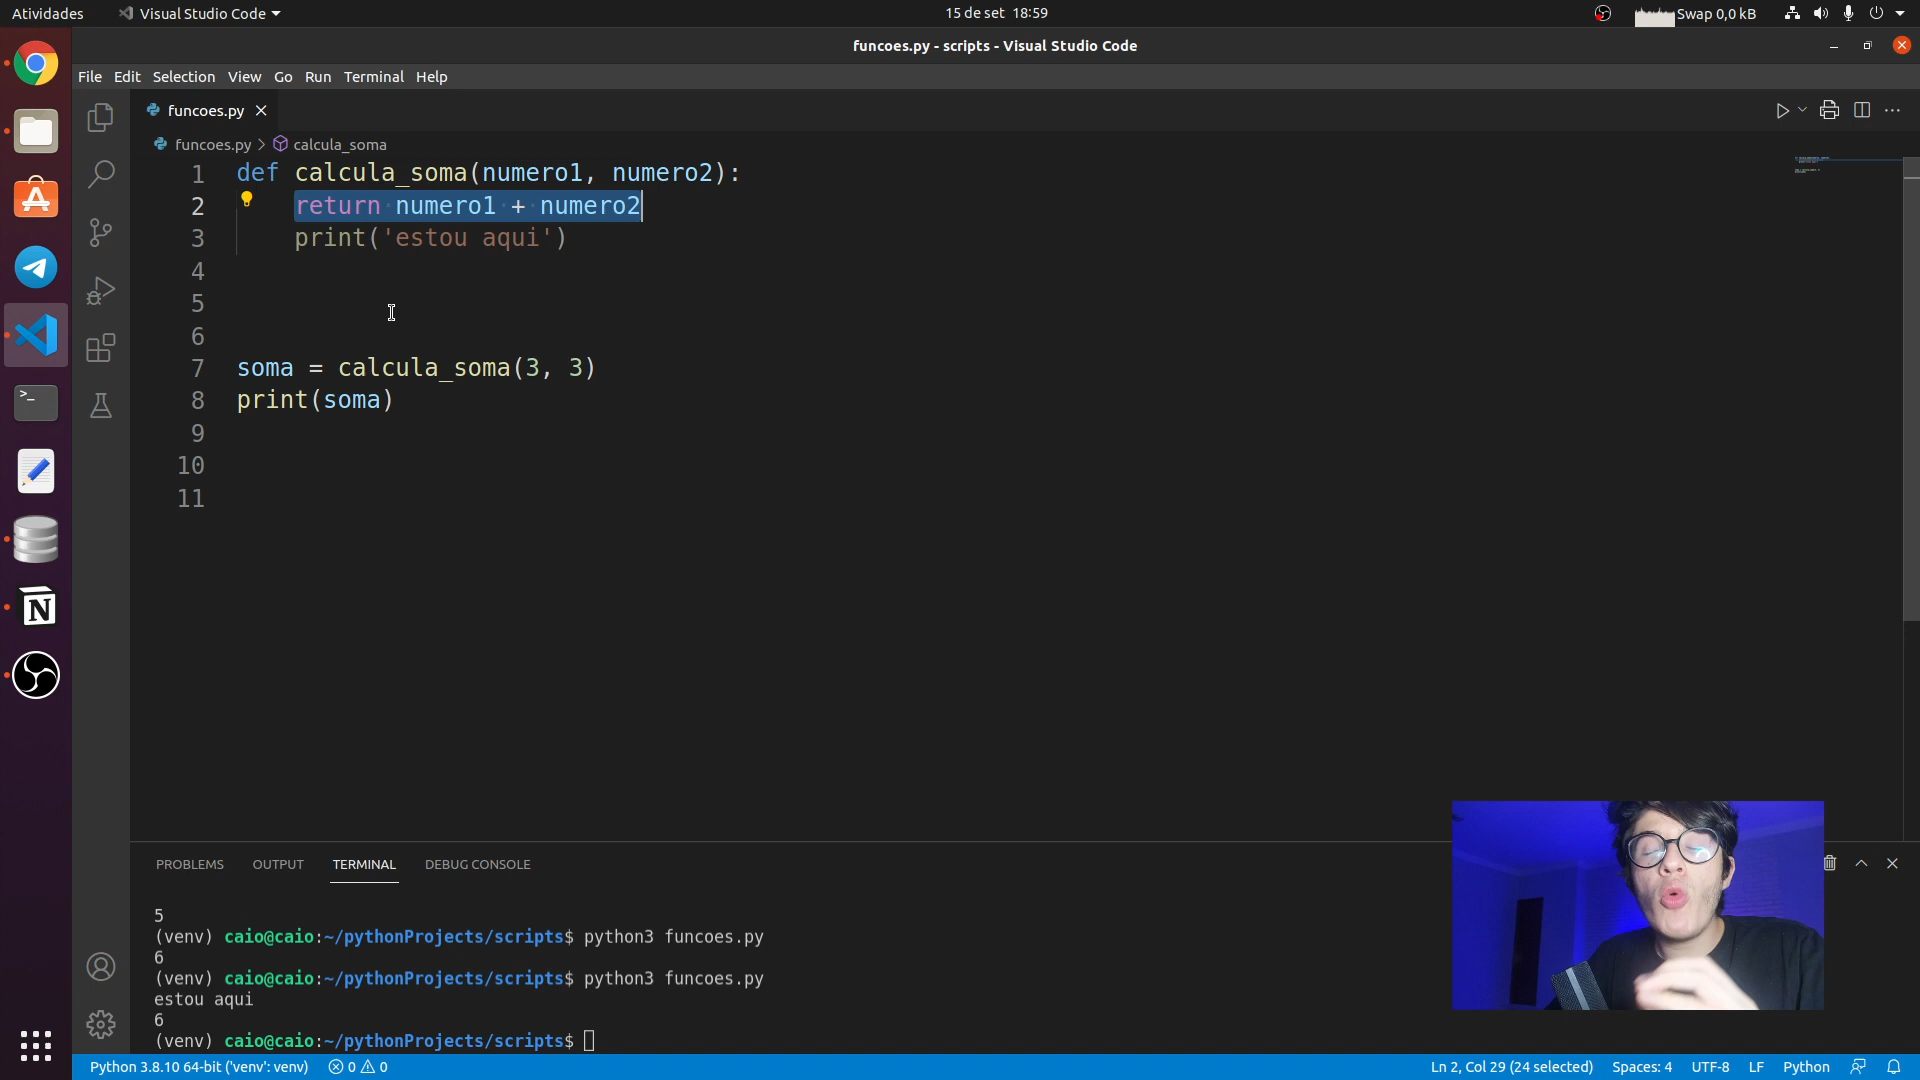 Atividades
Visual Studio Code
15 de set 18:59
Swap 0,0 kB
funcoes.py - scripts - Visual Studio Code
File Edit Selection View Go Run Terminal Help
funcoes.py
funcoes.py > calcula_soma
1 def calcula_soma(numero1, numero2):
2 return numero1 + numero2
3 print('estou aqui')
4
5
6
7 soma = calcula_soma(3, 3)
8 print(soma)
9
10
11
PROBLEMS OUTPUT TERMINAL DEBUG CONSOLE
5
(venv) caio@caio:~/pythonProjects/scripts$ python3 funcoes.py
6
(venv) caio@caio:~/pythonProjects/scripts$ python3 funcoes.py
estou aqui
6
(venv) caio@caio:~/pythonProjects/scripts$
Python 3.8.10 64-bit ('venv': venv) 0 0 Ln 2, Col 29 (24 selected) Spaces: 4 UTF-8 LF Python